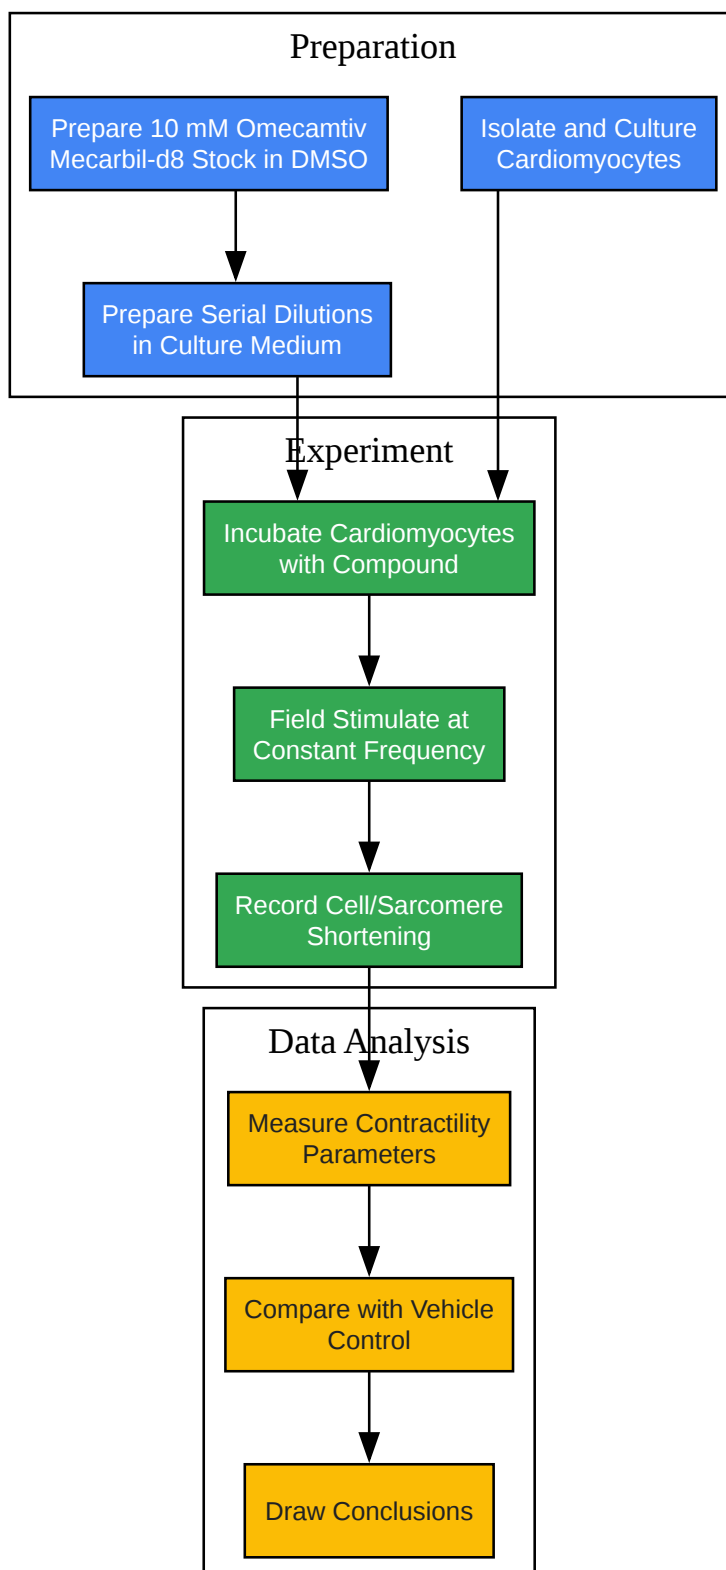 Preparation
Prepare 10 mM Omecamtiv
Mecarbil-d8 Stock in DMSO
Isolate and Culture
Cardiomyocytes
Prepare Serial Dilutions
in Culture Medium
Experiment
Incubate Cardiomyocytes
with Compound
Field Stimulate at
Constant Frequency
Record Cell/Sarcomere
Shortening
Data Analysis
Measure Contractility
Parameters
Compare with Vehicle
Control
Draw Conclusions